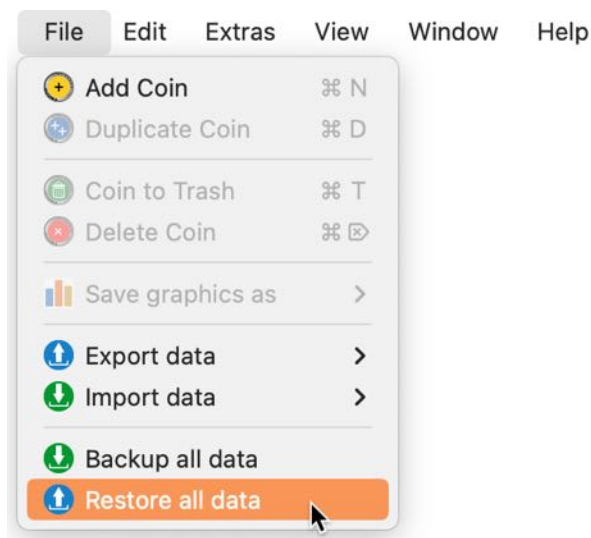 File Edit Extras View Window Help
Add Coin ⌘ N
Duplicate Coin ⌘ D
Coin to Trash ⌘ T
Delete Coin ⌘ ⌦
Save graphics as >
Export data >
Import data >
Backup all data
Restore all data